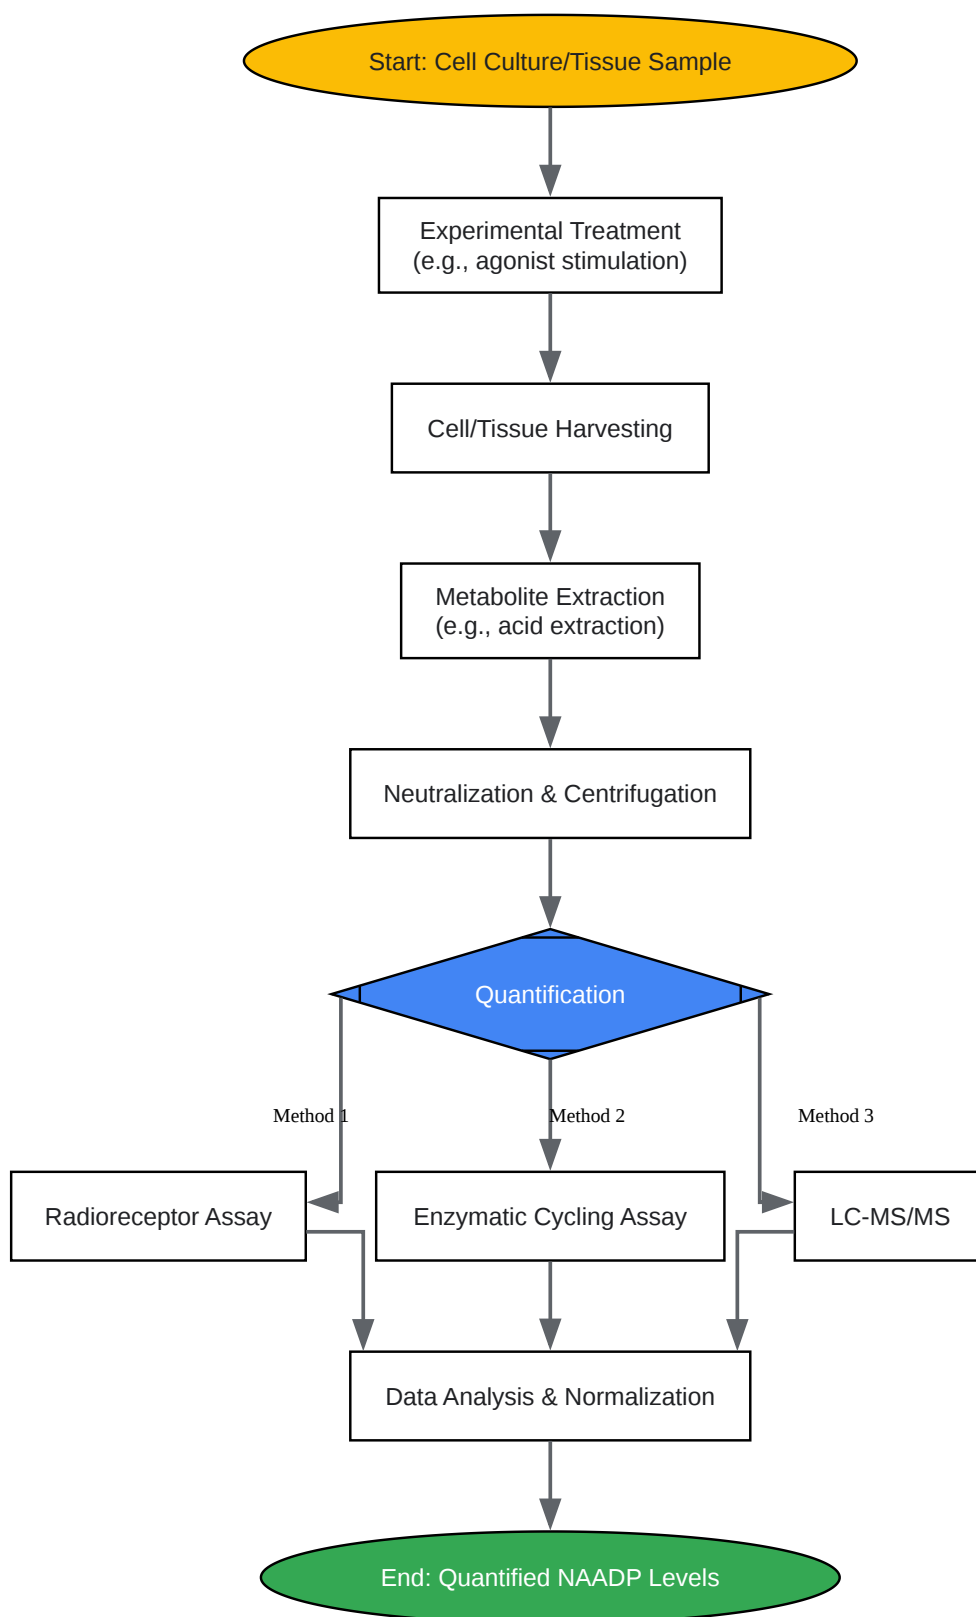 Start: Cell Culture/Tissue Sample
Experimental Treatment
(e.g., agonist stimulation)
Cell/Tissue Harvesting
Metabolite Extraction
(e.g., acid extraction)
Neutralization & Centrifugation
Quantification
Method 1
Method 2
Method 3
Radioreceptor Assay
Enzymatic Cycling Assay
LC-MS/MS
Data Analysis & Normalization
End: Quantified NAADP Levels